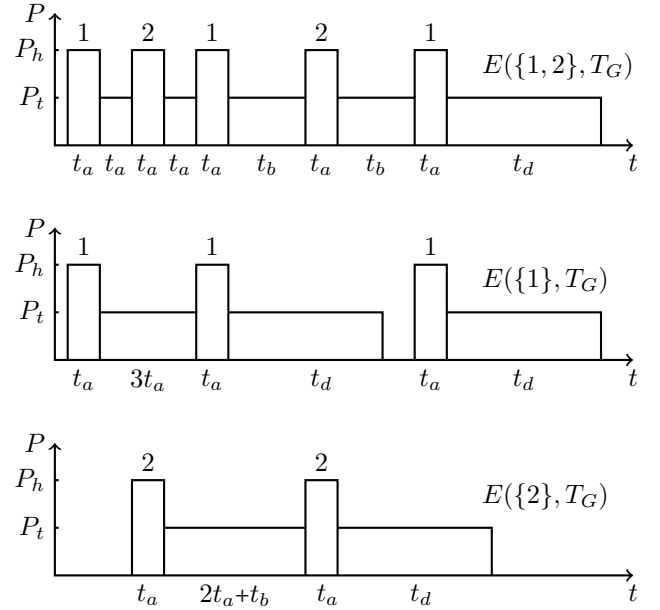 P
1 2 1 2 1
P_h
E({1, 2}, T_G)
P_t
t_a t_a t_a t_a t_a t_b t_a t_b t_a t_d t
P
1 1 1
P_h
E({1}, T_G)
P_t
t_a 3t_a t_a t_d t_a t_d t
P
2 2
P_h
E({2}, T_G)
P_t
t_a 2t_a+t_b t_a t_d t